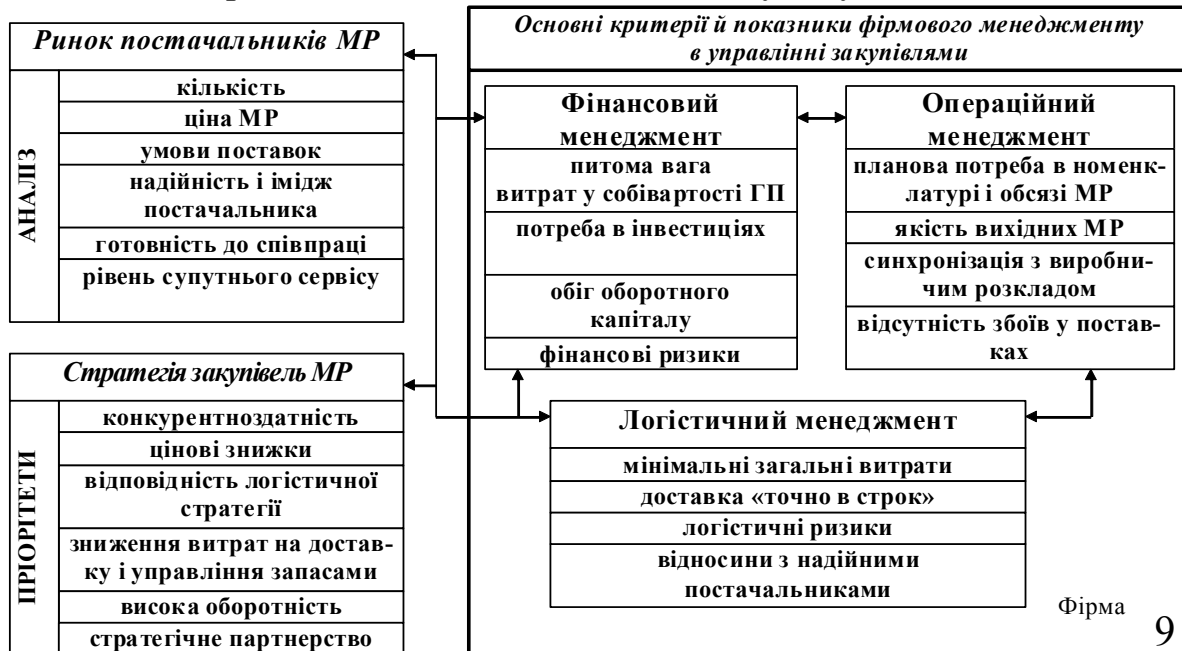 Ринок постачальників МР
АНАЛІЗ
кількість
ціна МР
умови поставок
надійність і імідж
постачальника
готовність до співпраці
рівень супутнього сервісу
Стратегія закупівель МР
ПРІОРІТЕТИ
конкурентноздатність
цінові знижки
відповідність логістичної
стратегії
зниження витрат на достав-
ку і управління запасами
висока оборотність
стратегічне партнерство
Основні критерії й показники фірмового менеджменту
в управлінні закупівлями
Фінансовий
менеджмент
питома вага
витрат у собівартості ГП
потреба в інвестиціях
обіг оборотного
капіталу
фінансові ризики
Операційний
менеджмент
планова потреба в номенк-
латурі і обсязі МР
якість вихідних МР
синхронізація з виробни-
чим розкладом
відсутність збоїв у постав-
ках
Логістичний менеджмент
мінімальні загальні витрати
доставка «точно в строк»
логістичні ризики
відносини з надійними
постачальниками
Фірма
9